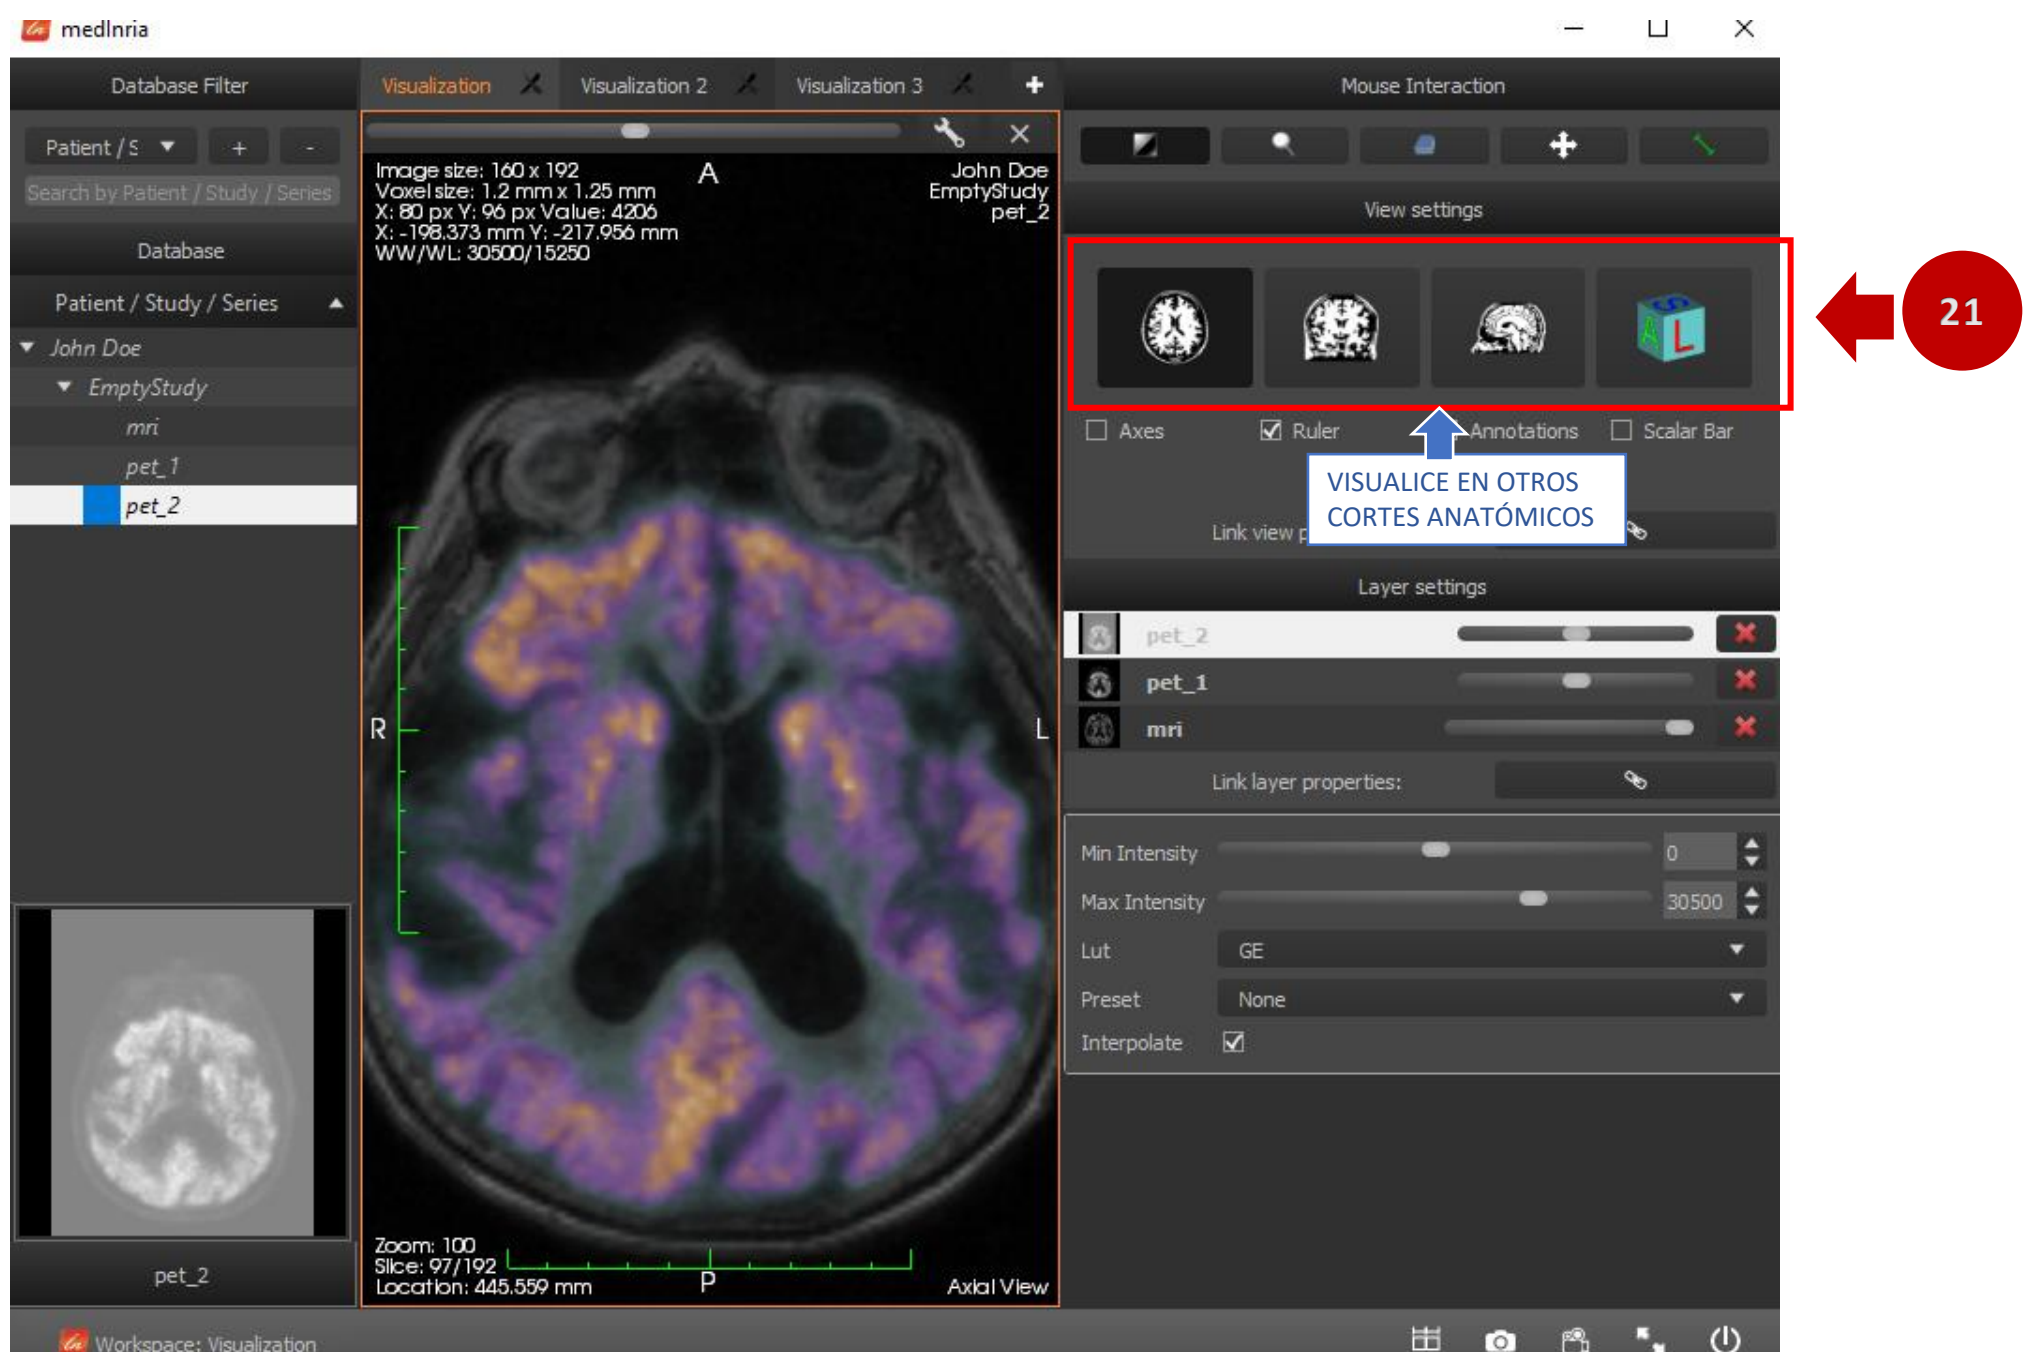 medInria
Database Filter
Patient / S
+
-
Search by Patient / Study / Series
Database
Patient / Study / Series
John Doe
EmptyStudy
mri
pet_1
pet_2
pet_2
Visualization
Visualization 2
Visualization 3
+
Image size: 160 x 192
Voxel size: 1.2 mm x 1.25 mm
X: 80 px Y: 96 px Value: 4206
X: -198.373 mm Y: -217.956 mm
WW/WL: 30500/15250
A
John Doe
EmptyStudy
pet_2
R
L
Zoom: 100
Slice: 97/192
Location: 445.559 mm
P
Axial View
Mouse Interaction
View settings
S
A
L
21
Axes
Ruler
Annotations
Scalar Bar
VISUALICE EN OTROS
CORTES ANATÓMICOS
Link view p
Layer settings
pet_2
pet_1
mri
Link layer properties:
Min Intensity
0
Max Intensity
30500
Lut
GE
Preset
None
Interpolate
Workspace: Visualization